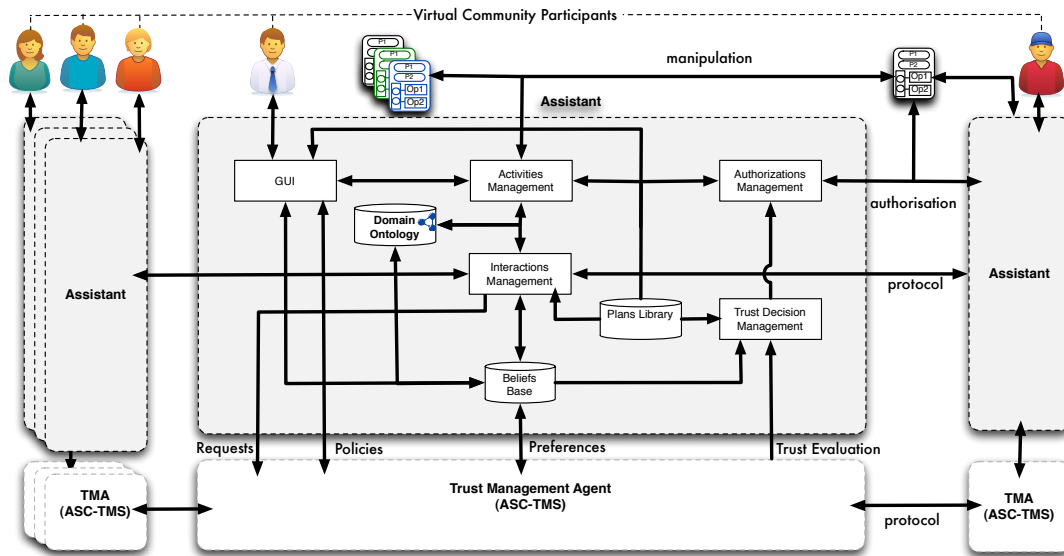 Virtual Community Participants
P1
P1
P1
P2
Op1
Op2
manipulation
P1
P2
Op1
Op2
Assistant
GUI
Activities
Management
Authorizations
Management
authorisation
Domain
Ontology
Interactions
Management
Assistant
Assistant
protocol
Plans Library
Trust Decision
Management
Beliefs
Base
Requests
Policies
Preferences
Trust Evaluation
TMA
(ASC-TMS)
Trust Management Agent
(ASC-TMS)
protocol
TMA
(ASC-TMS)